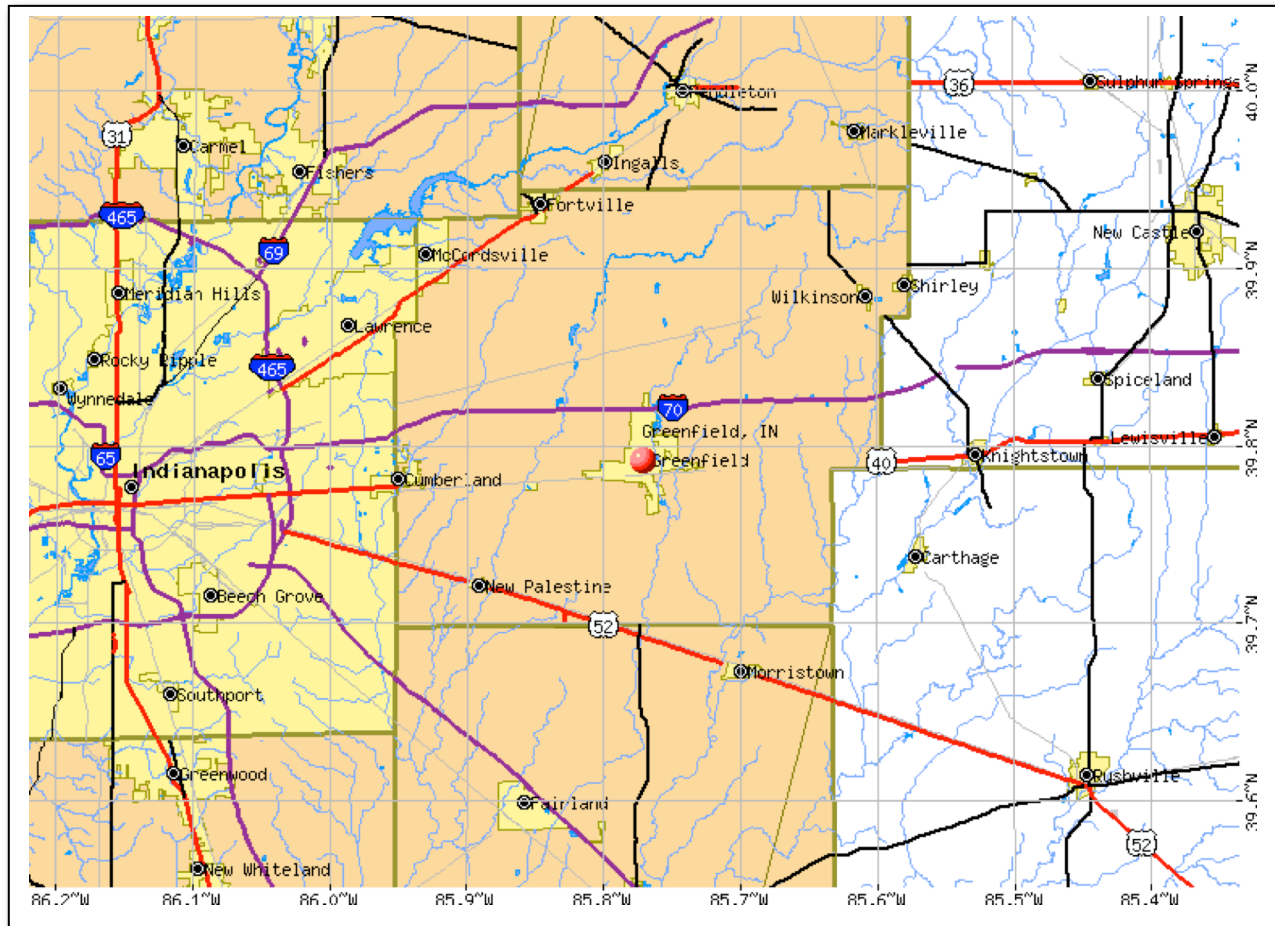 36
Sulphur Springs
Pendleton
40.0°N
31
Markleville
Carmel
Ingalls
Fishers
Fortville
465
New Castle
69
McCordsville
39.9°N
Shirley
Meridian Hills
Wilkinson
Lawrence
Rocky Ripple
465
Spiceland
Wynnedale
70
Greenfield, IN
Lewisville
39.8°N
65
Knightstown
Greenfield
40
Indianapolis
Cumberland
Carthage
New Palestine
Beech Grove
52
39.7°N
Morristown
Southport
Greenwood
Rushville
39.6°N
Fairland
52
New Whiteland
86.2°W 86.1°W 86.0°W 85.9°W 85.8°W 85.7°W 85.6°W 85.5°W 85.4°W